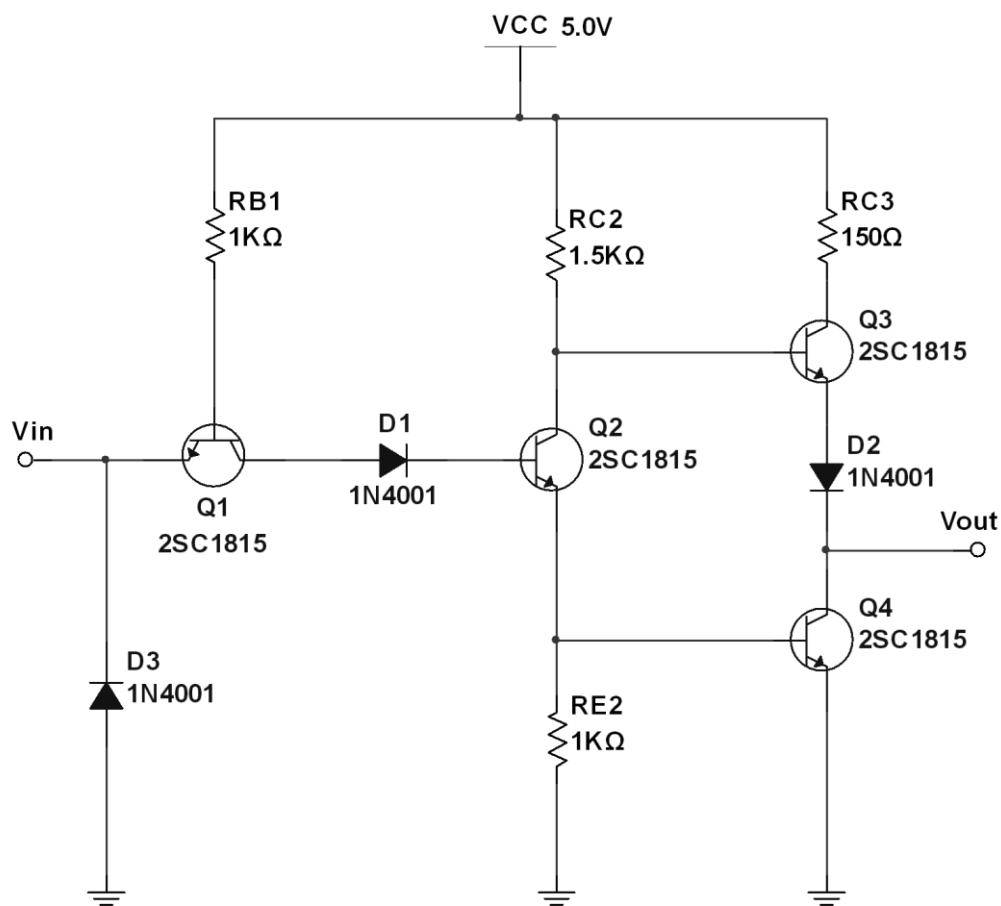 VCC 5.0V
RB1
1KΩ
RC2
1.5KΩ
RC3
150Ω
Q3
2SC1815
Vin
Q1
2SC1815
D1
1N4001
Q2
2SC1815
D2
1N4001
Vout
Q4
2SC1815
D3
1N4001
RE2
1KΩ